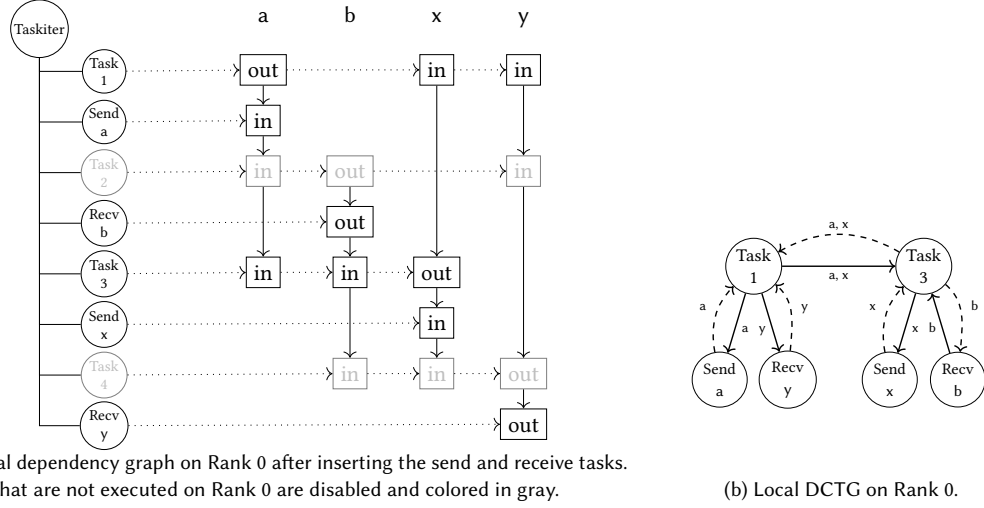 a b x y
Taskiter
Task
1
out in in
Send
a
in
Task
2
in out in
Recv
b
out
Task
3
in in out
Send
x
in
Task
4
in in out
Recv
y
out
al dependency graph on Rank 0 after inserting the send and receive tasks.
hat are not executed on Rank 0 are disabled and colored in gray.
a, x
Task
1
a, x
Task
3
a a y y x x b b
Send
a
Recv
y
Send
x
Recv
b
(b) Local DCTG on Rank 0.